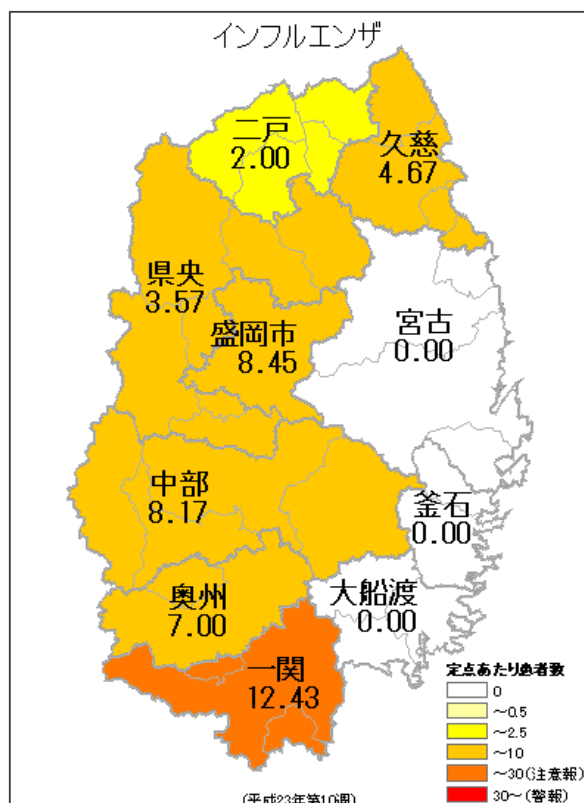 インフルエンザ
二戸
2.00
久慈
4.67
県央
3.57
盛岡市
8.45
宮古
0.00
中部
8.17
釜石
0.00
奥州
7.00
大船渡
0.00
一関
12.43
定点あたり患者数
0
～0.5
～2.5
～10
～30(注意報)
30～(警報)
(平成23年第10週)